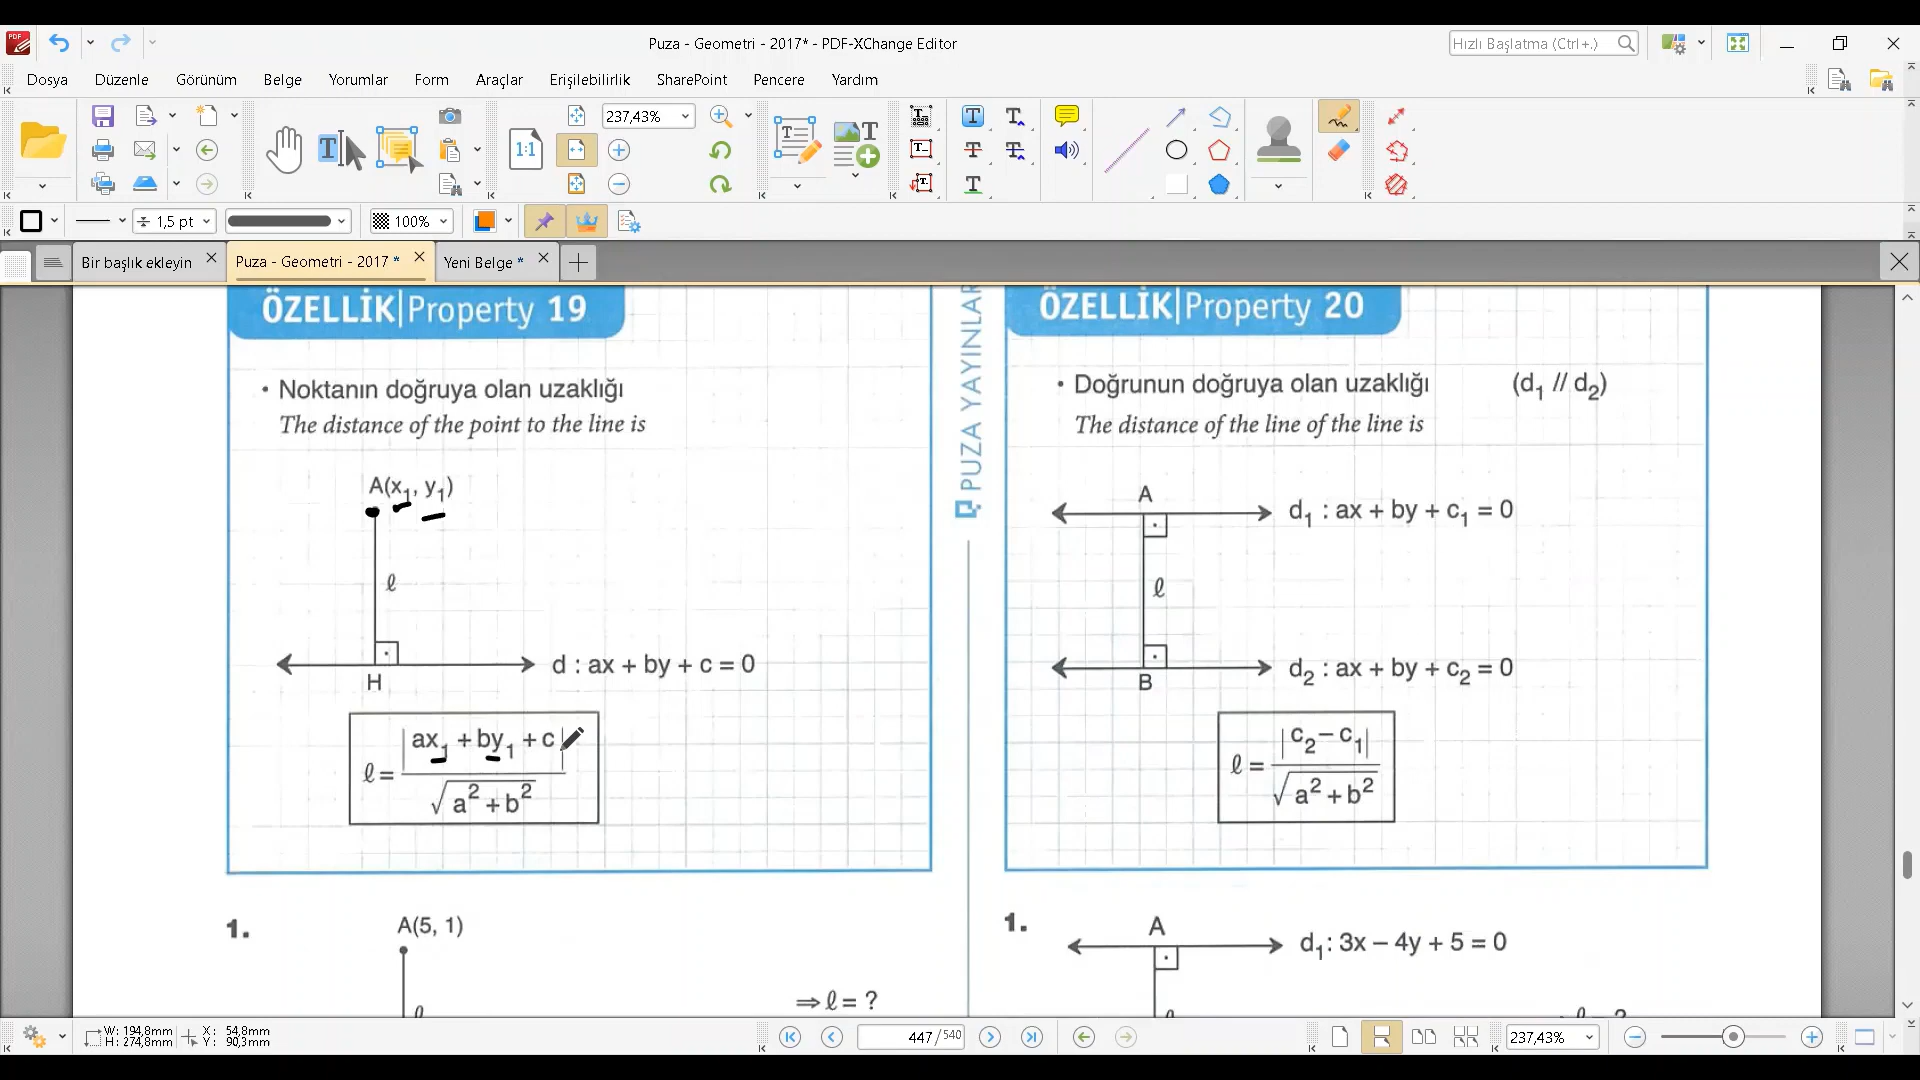 Puza - Geometri - 2017* - PDF-XChange Editor
Hızlı Başlatma (Ctrl+.)
Dosya Düzenle Görünüm Belge Yorumlar Form Araçlar Erişilebilirlik SharePoint Pencere Yardım
237,43%
1:1
1,5 pt
100%
Bir başlık ekleyin
Puza - Geometri - 2017 *
Yeni Belge *
ÖZELLİK|Property 19
• Noktanın doğruya olan uzaklığı
The distance of the point to the line is
A(x₁, y₁)
ℓ
d : ax + by + c = 0
H
ℓ = |ax₁ + by₁ + c| / √(a² + b²)
1.
A(5, 1)
ℓ
⇒ ℓ = ?
PUZA YAYINLAR
ÖZELLİK|Property 20
• Doğrunun doğruya olan uzaklığı (d₁ // d₂)
The distance of the line of the line is
A
d₁ : ax + by + c₁ = 0
ℓ
d₂ : ax + by + c₂ = 0
B
ℓ = |c₂ − c₁| / √(a² + b²)
1.
A
d₁: 3x − 4y + 5 = 0
W: 194,8mm
H: 274,8mm
X: 54,8mm
Y: 90,3mm
447 / 540
237,43%